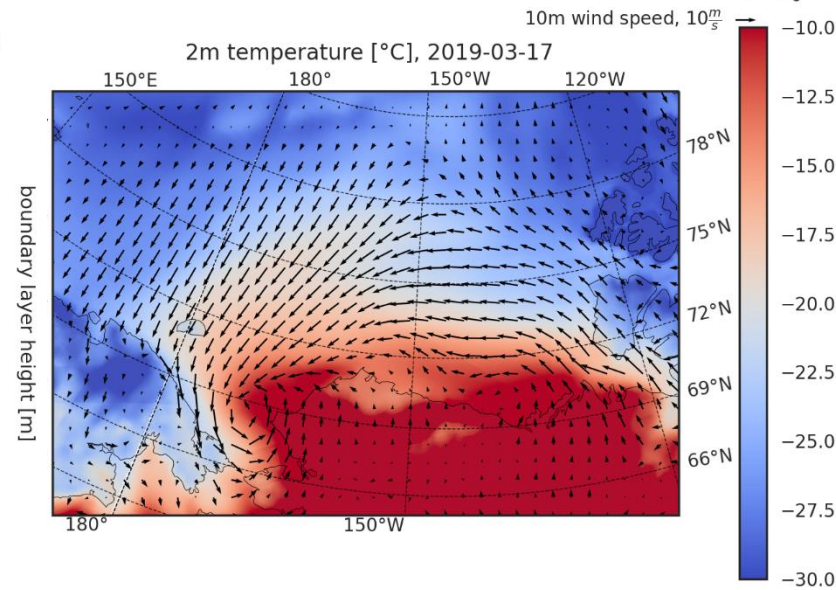 10m wind speed, 10 m/s
2m temperature [°C], 2019-03-17
150°E 180° 150°W 120°W
78°N
75°N
72°N
69°N
66°N
180° 150°W
boundary layer height [m]
−10.0
−12.5
−15.0
−17.5
−20.0
−22.5
−25.0
7.5
−30.0